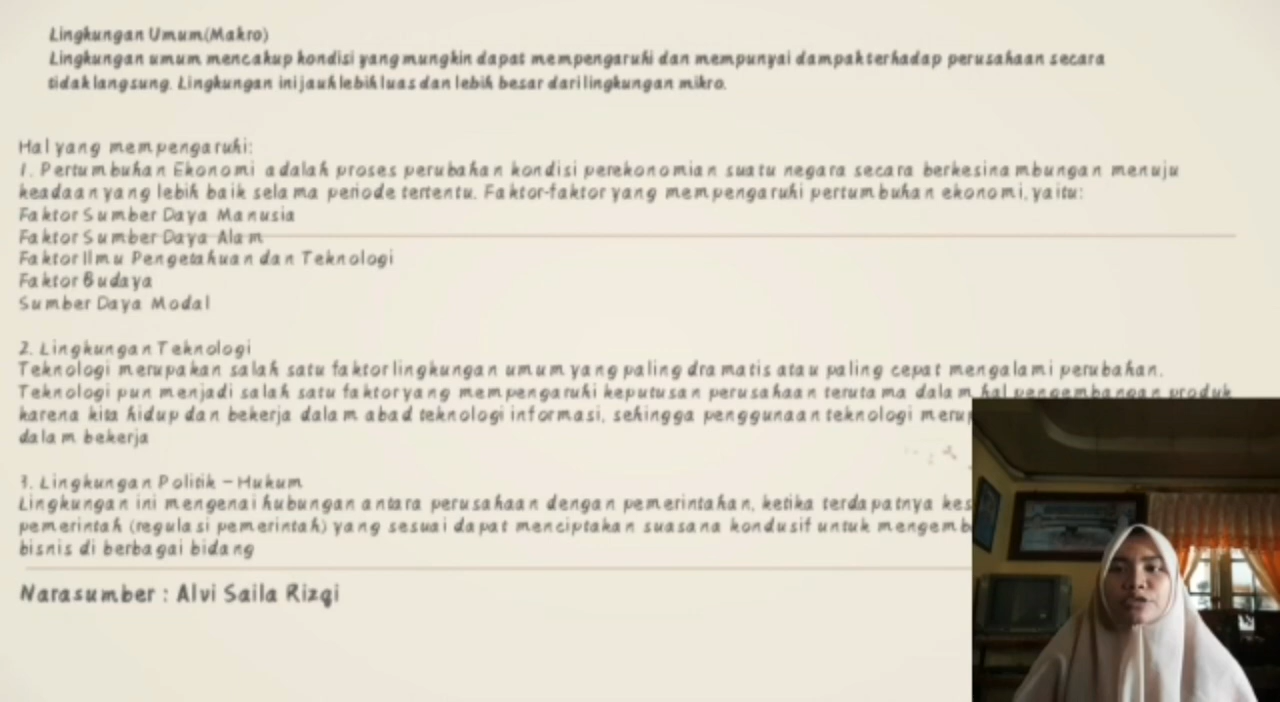 Lingkungan Umum(Makro)
Lingkungan umum mencakup kondisi yang mungkin dapat mempengaruhi dan mempunyai dampak terhadap perusahaan secara
tidak langsung. Lingkungan ini jauh lebih luas dan lebih besar dari lingkungan mikro.
Hal yang mempengaruhi:
1. Pertumbuhan Ekonomi adalah proses perubahan kondisi perekonomian suatu negara secara berkesinambungan menuju
keadaan yang lebih baik selama periode tertentu. Faktor-faktor yang mempengaruhi pertumbuhan ekonomi, yaitu:
Faktor Sumber Daya Manusia
Faktor Sumber Daya Alam
Faktor Ilmu Pengetahuan dan Teknologi
Faktor Budaya
Sumber Daya Modal
2. Lingkungan Teknologi
Teknologi merupakan salah satu faktor lingkungan umum yang paling dramatis atau paling cepat mengalami perubahan.
Teknologi pun menjadi salah satu faktor yang mempengaruhi keputusan perusahaan terutama dalam hal pengembangan produk
karena kita hidup dan bekerja dalam abad teknologi informasi, sehingga penggunaan teknologi merup
dalam bekerja
3. Lingkungan Politik – Hukum
Lingkungan ini mengenai hubungan antara perusahaan dengan pemerintahan, ketika terdapatnya kes
pemerintah (regulasi pemerintah) yang sesuai dapat menciptakan suasana kondusif untuk mengemb
bisnis di berbagai bidang
Narasumber : Alvi Saila Rizqi